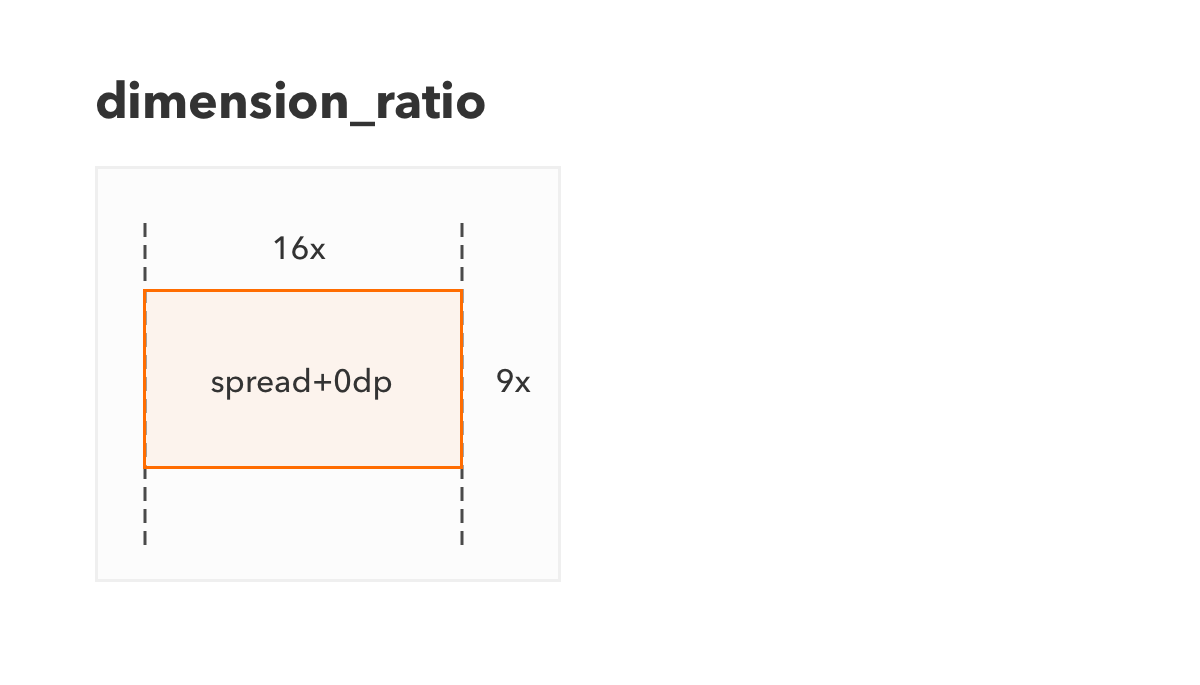 dimension_ratio
16x
spread+0dp
9x